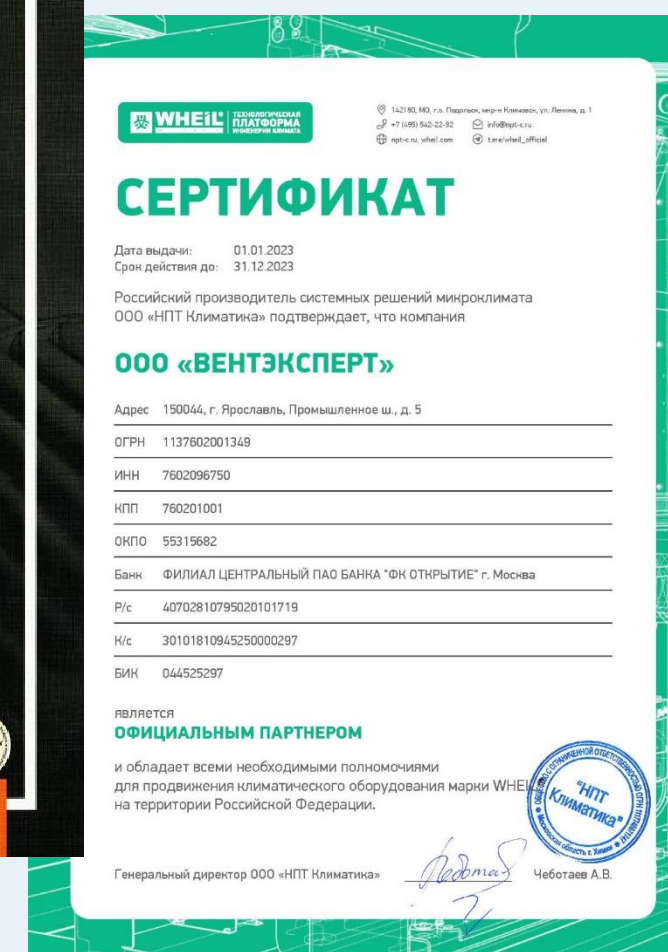 WHEIL
ТЕХНОЛОГИЧЕСКАЯ
ПЛАТФОРМА
ИНЖЕНЕРИИ КЛИМАТА
142180, МО, г.о. Подольск, мкр-н Климовск, ул. Ленина, д. 1
+7 (495) 542-22-92 info@npt-c.ru
npt-c.ru, wheil.com t.me/wheil_official
СЕРТИФИКАТ
Дата выдачи: 01.01.2023
Срок действия до: 31.12.2023
Российский производитель системных решений микроклимата
ООО «НПТ Климатика» подтверждает, что компания
ООО «ВЕНТЭКСПЕРТ»
Адрес 150044, г. Ярославль, Промышленное ш., д. 5
ОГРН 1137602001349
ИНН 7602096750
КПП 760201001
ОКПО 55315682
Банк ФИЛИАЛ ЦЕНТРАЛЬНЫЙ ПАО БАНКА "ФК ОТКРЫТИЕ" г. Москва
Р/с 40702810795020101719
К/с 30101810945250000297
БИК 044525297
является
ОФИЦИАЛЬНЫМ ПАРТНЕРОМ
и обладает всеми необходимыми полномочиями
для продвижения климатического оборудования марки WHEIL
на территории Российской Федерации.
"НПТ
Климатика"
Генеральный директор ООО «НПТ Климатика» Чеботаев А.В.